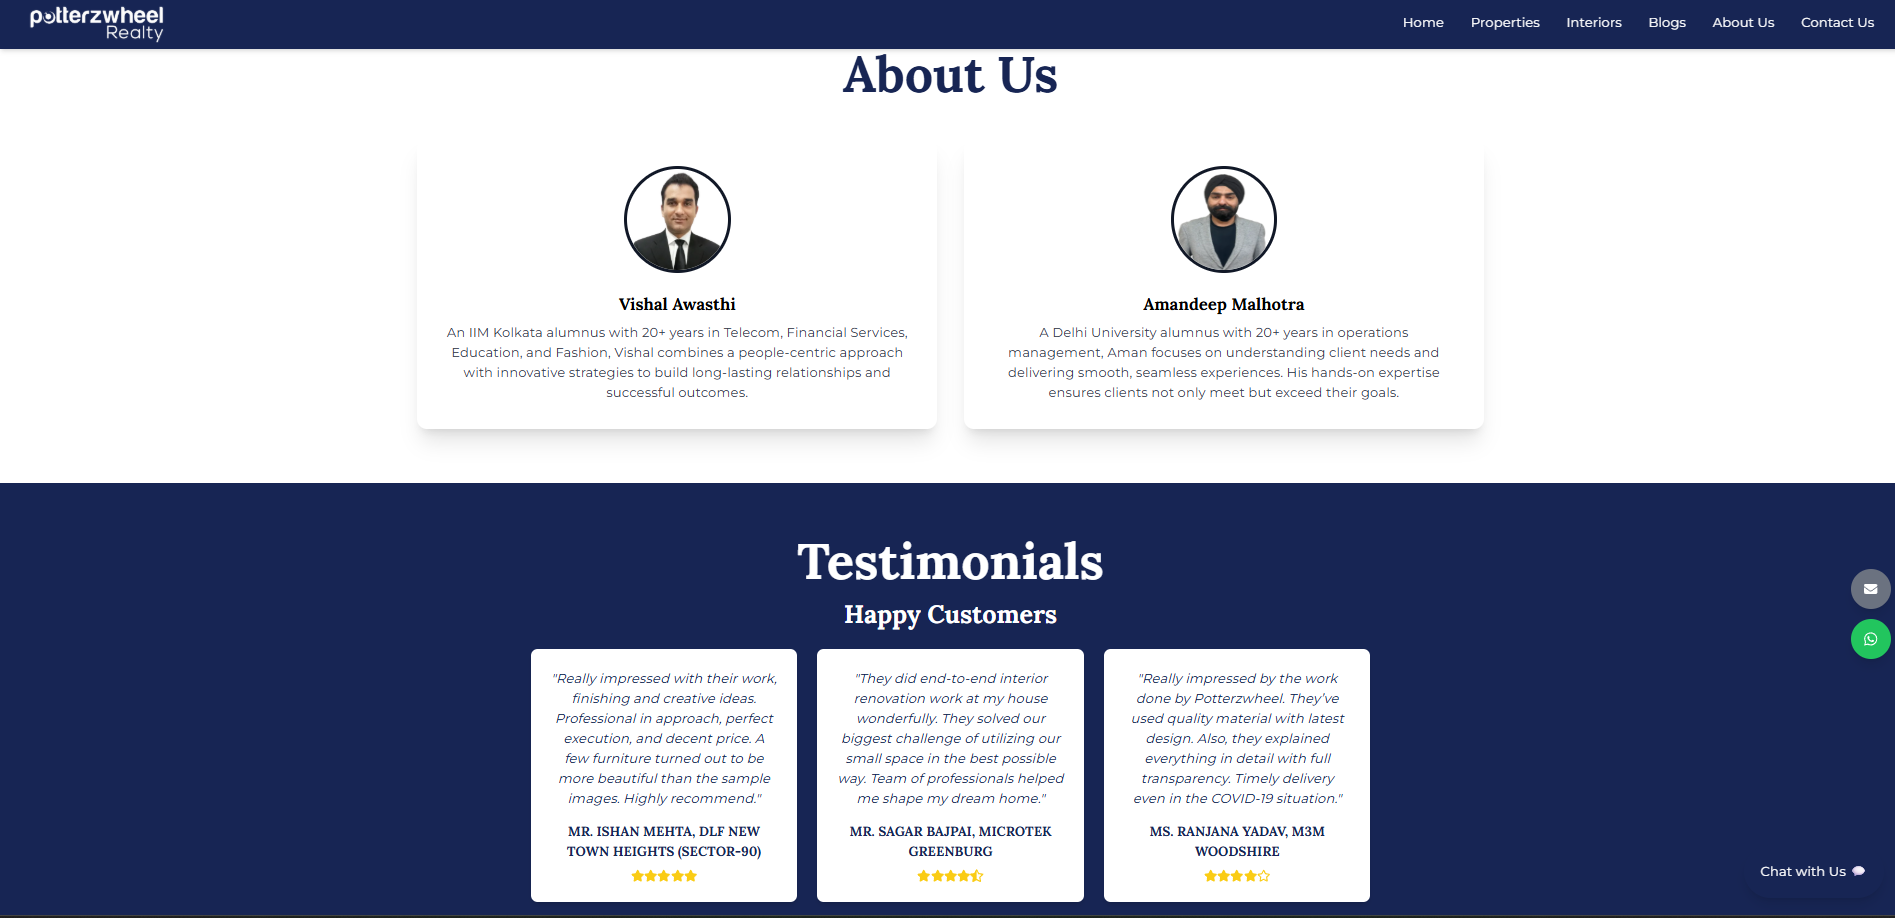 potterzwheel
Realty
Home Properties Interiors Blogs About Us Contact Us
About Us
Vishal Awasthi
An IIM Kolkata alumnus with 20+ years in Telecom, Financial Services,
Education, and Fashion, Vishal combines a people-centric approach
with innovative strategies to build long-lasting relationships and
successful outcomes.
Amandeep Malhotra
A Delhi University alumnus with 20+ years in operations
management, Aman focuses on understanding client needs and
delivering smooth, seamless experiences. His hands-on expertise
ensures clients not only meet but exceed their goals.
Testimonials
Happy Customers
"Really impressed with their work,
finishing and creative ideas.
Professional in approach, perfect
execution, and decent price. A
few furniture turned out to be
more beautiful than the sample
images. Highly recommend."
MR. ISHAN MEHTA, DLF NEW
TOWN HEIGHTS (SECTOR-90)
"They did end-to-end interior
renovation work at my house
wonderfully. They solved our
biggest challenge of utilizing our
small space in the best possible
way. Team of professionals helped
me shape my dream home."
MR. SAGAR BAJPAI, MICROTEK
GREENBURG
"Really impressed by the work
done by Potterzwheel. They've
used quality material with latest
design. Also, they explained
everything in detail with full
transparency. Timely delivery
even in the COVID-19 situation."
MS. RANJANA YADAV, M3M
WOODSHIRE
Chat with Us